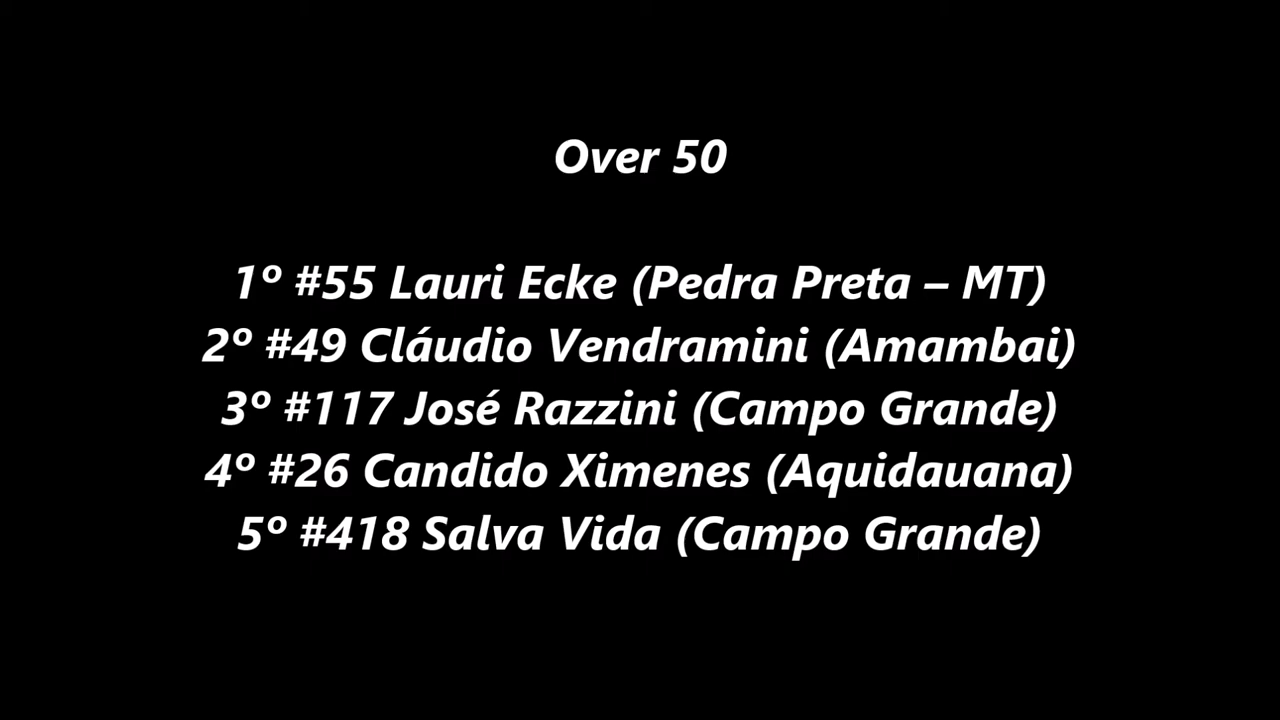 Over 50
1º #55 Lauri Ecke (Pedra Preta – MT)
2º #49 Cláudio Vendramini (Amambai)
3º #117 José Razzini (Campo Grande)
4º #26 Candido Ximenes (Aquidauana)
5º #418 Salva Vida (Campo Grande)